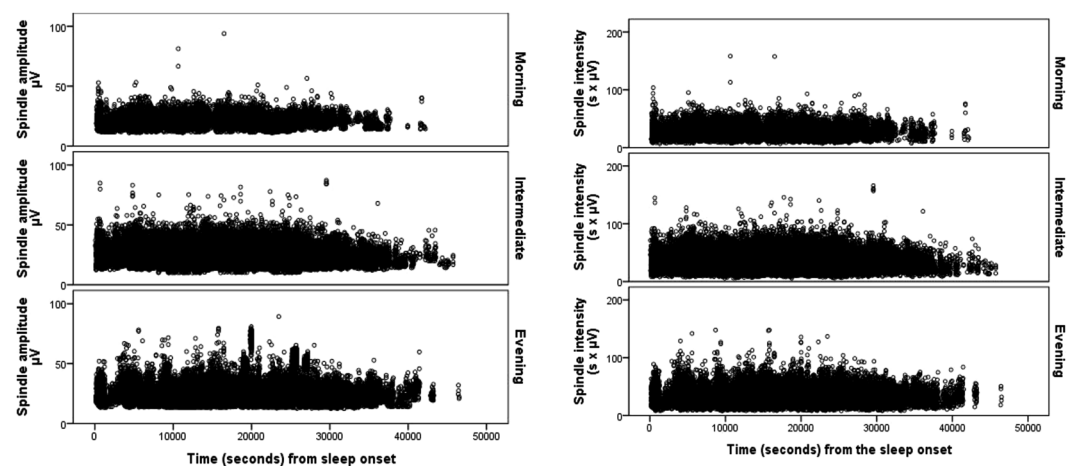 Spindle amplitude
µV
100
50
0
Morning
Spindle amplitude
µV
100
50
0
Intermediate
Spindle amplitude
µV
100
50
0
Evening
0 10000 20000 30000 40000 50000
Time (seconds) from sleep onset
Spindle intensity
(s x µV)
200
100
0
Morning
Spindle intensity
(s x µV)
200
100
0
Intermediate
Spindle intensity
(s x µV)
200
100
0
Evening
0 10000 20000 30000 40000 50000
Time (seconds) from the sleep onset